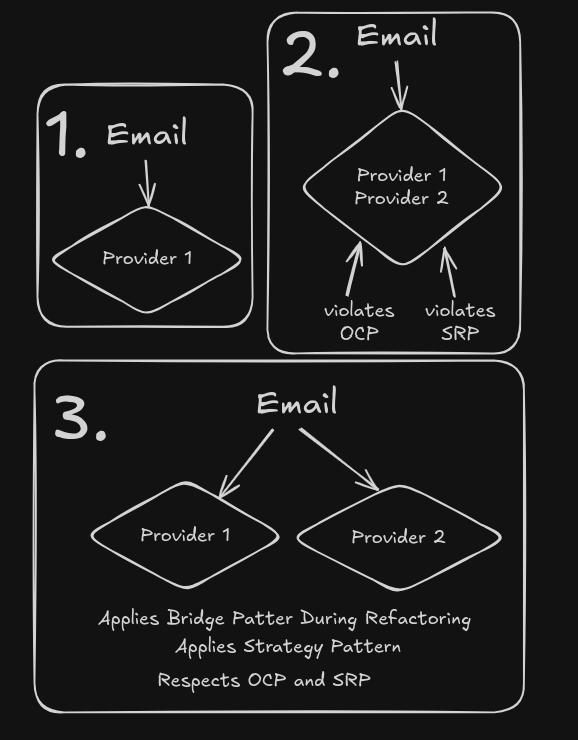 1.
Email
Provider 1
2.
Email
Provider 1
Provider 2
violates
OCP
violates
SRP
3.
Email
Provider 1
Provider 2
Applies Bridge Patter During Refactoring
Applies Strategy Pattern
Respects OCP and SRP